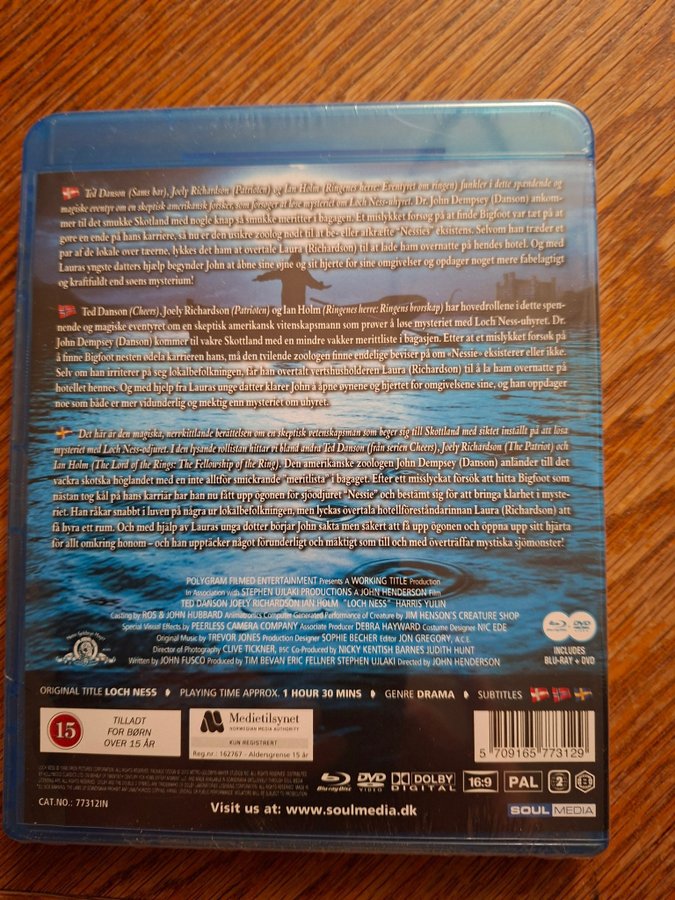 Ted Danson (Sams bar), Joely Richardson (Patrioten) og Ian Holm (Ringenes herre: Eventyret om ringen) funkler i dette spændende og
magiske eventyr om en skeptisk amerikansk forsker, som forsøger at løse mysteriet om Loch Ness-uhyret. Dr. John Dempsey (Danson) ankom-
mer til det smukke Skotland med nogle knap så smukke meritter i bagagen. Et mislykket forsøg på at finde Bigfoot var tæt på at
gøre en ende på hans karriere, så nu er den usikre zoolog nødt til at be- eller afkræfte "Nessies" eksistens. Selvom han træder et
par af de lokale over tæerne, lykkes det ham at overtale Laura (Richardson) til at lade ham overnatte på hendes hotel. Og med
Lauras yngste datters hjælp begynder John at åbne sine øjne og sit hjerte for sine omgivelser og opdager noget mere fabelagtigt
og kraftfuldt end søens mysterium!
Ted Danson (Cheers), Joely Richardson (Patrioten) og Ian Holm (Ringenes herre: Ringens brorskap) har hovedrollene i dette spen-
nende og magiske eventyret om en skeptisk amerikansk vitenskapsmann som prøver å løse mysteriet med Loch Ness-uhyret. Dr.
John Dempsey (Danson) kommer til vakre Skottland med en mindre vakker merittliste i bagasjen. Etter at et mislykket forsøk på
å finne Bigfoot nesten ødela karrieren hans, må den tvilende zoologen finne endelige beviser på om «Nessie» eksisterer eller ikke.
Selv om han irriterer på seg lokalbefolkningen, får han overtalt vertshusholderen Laura (Richardson) til å la ham overnatte på
hotellet hennes. Og med hjelp fra Lauras unge datter klarer John å åpne øynene og hjertet for omgivelsene sine, og han oppdager
noe som både er mer vidunderlig og mektig enn mysteriet om uhyret.
Det här är den magiska, nervkittlande berättelsen om en skeptisk vetenskapsman som beger sig till Skottland med siktet inställt på att lösa
mysteriet med Loch Ness-odjuret. I den lysande rollistan hittar vi bland andra Ted Danson (från serien Cheers), Joely Richardson (The Patriot) och
Ian Holm (The Lord of the Rings: The Fellowship of the Ring). Den amerikanske zoologen John Dempsey (Danson) anländer till det
vackra skotska höglandet med en inte alltför smickrande "meritlista" i bagaget. Efter ett misslyckat försök att hitta Bigfoot som
nästan tog kål på hans karriär har han nu fått upp ögonen för sjöodjuret "Nessie" och bestämt sig för att bringa klarhet i myste-
riet. Han råkar snabbt i luven på några ur lokalbefolkningen, men lyckas övertala hotellföreståndarinnan Laura (Richardson) att
få hyra ett rum. Och med hjälp av Lauras unga dotter börjar John sakta men säkert att få upp ögonen och öppna upp sitt hjärta
för allt omkring honom – och han upptäcker något förunderligt och mäktigt som till och med överträffar mystiska sjömonster!
POLYGRAM FILMED ENTERTAINMENT Presents A WORKING TITLE Production
In Association with STEPHEN UJLAKI PRODUCTIONS A JOHN HENDERSON Film
TED DANSON JOELY RICHARDSON IAN HOLM "LOCH NESS" HARRIS YULIN
Casting by ROS & JOHN HUBBARD Animatronics Computer Generated Performance of Creature by JIM HENSON'S CREATURE SHOP
Special Visual Effects by PEERLESS CAMERA COMPANY Associate Producer DEBRA HAYWARD Costume Designer NIC EDE
Original Music by TREVOR JONES Production Designer SOPHIE BECHER Editor JON GREGORY, A.C.E.
Director of Photography CLIVE TICKNER, BSC Co-Produced by NICKY KENTISH BARNES JUDITH HUNT
Written by JOHN FUSCO Produced by TIM BEVAN ERIC FELLNER STEPHEN UJLAKI Directed by JOHN HENDERSON
INCLUDES
BLU-RAY + DVD
ORIGINAL TITLE LOCH NESS PLAYING TIME APPROX. 1 HOUR 30 MINS GENRE DRAMA SUBTITLES
15
TILLADT
FOR BØRN
OVER 15 ÅR
M
Medietilsynet
NORWEGIAN MEDIA AUTHORITY
KUN REGISTRERT
Reg.nr.: 162767 - Aldersgrense 15 år
5 709165 773129
Blu-ray Disc
DVD
VIDEO
DOLBY
DIGITAL
16:9
PAL
2
B
CAT.NO.: 77312IN
Visit us at: www.soulmedia.dk
SOUL MEDIA